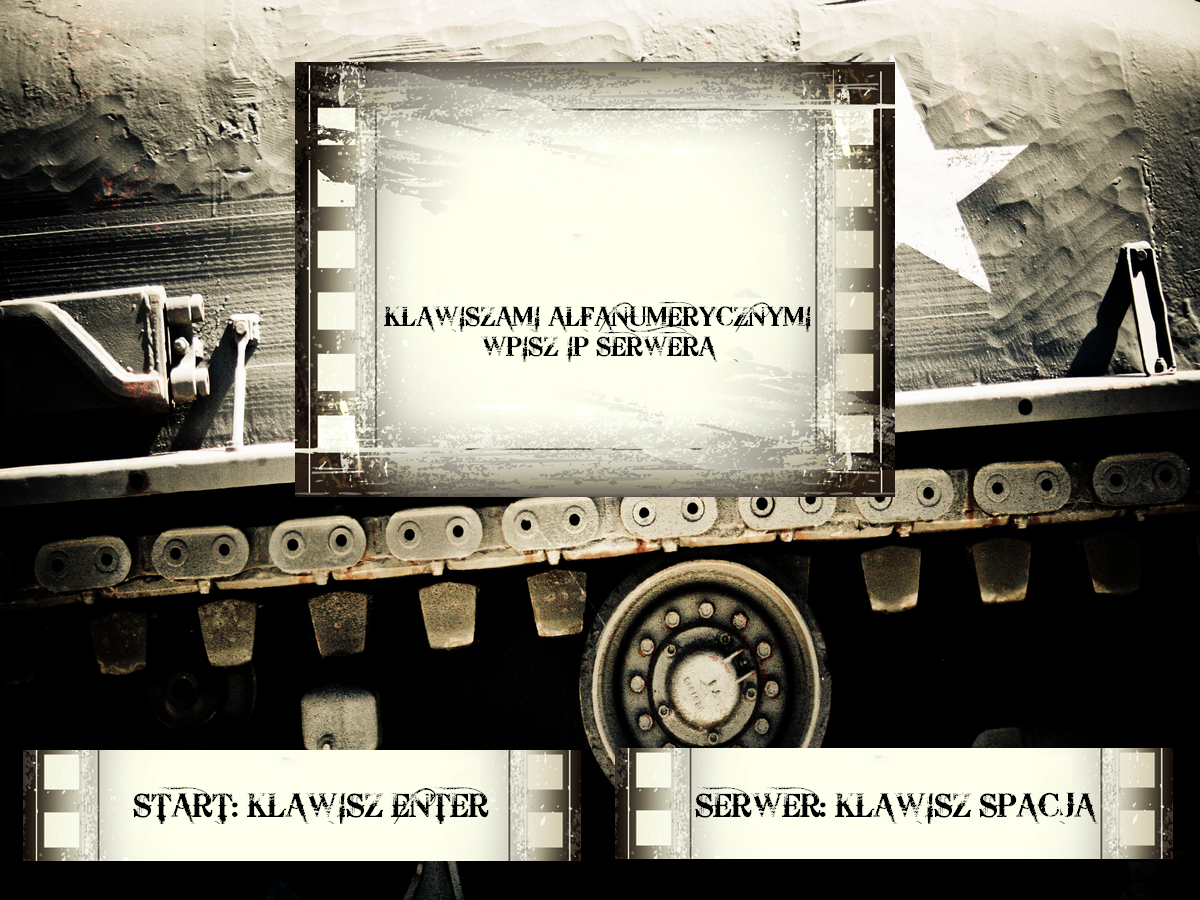 KLAWISZAMI ALFANUMERYCZNYMI
WPISZ IP SERWERA
START: KLAWISZ ENTER
SERWER: KLAWISZ SPACJA